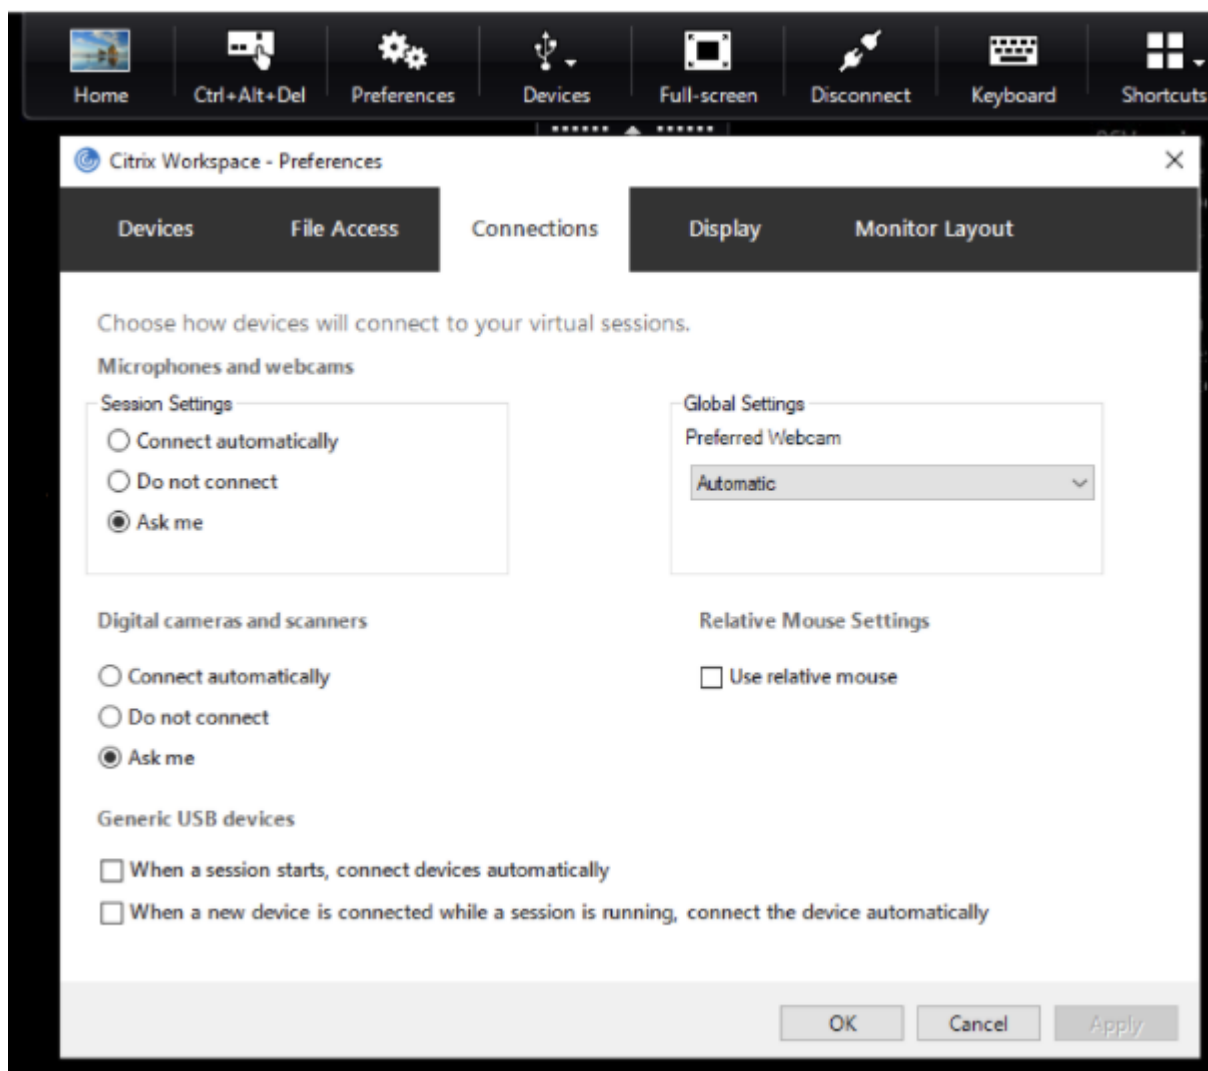 Home Ctrl+Alt+Del Preferences Devices Full-screen Disconnect Keyboard Shortcuts
Citrix Workspace - Preferences
Devices File Access Connections Display Monitor Layout
Choose how devices will connect to your virtual sessions.
Microphones and webcams
Session Settings
Connect automatically
Do not connect
Ask me
Global Settings
Preferred Webcam
Automatic
Digital cameras and scanners
Connect automatically
Do not connect
Ask me
Relative Mouse Settings
Use relative mouse
Generic USB devices
When a session starts, connect devices automatically
When a new device is connected while a session is running, connect the device automatically
OK Cancel Apply